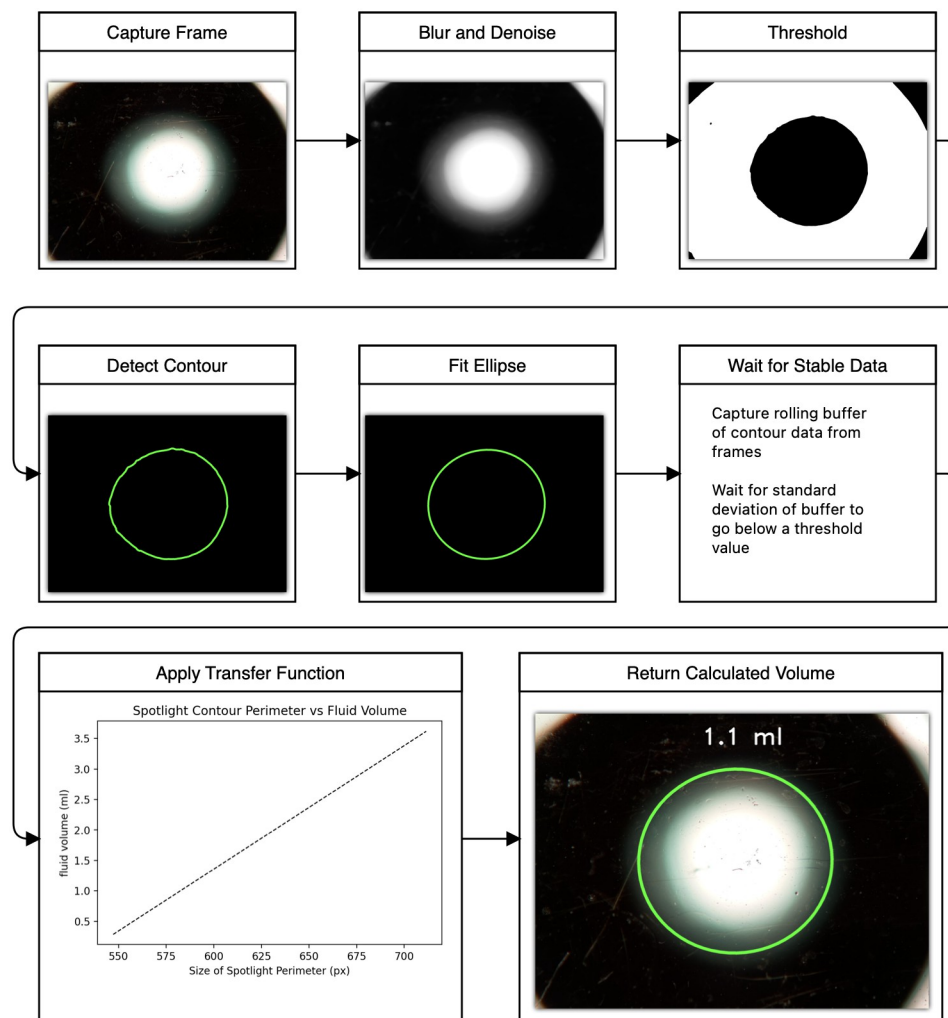 Capture Frame
Blur and Denoise
Threshold
Detect Contour
Fit Ellipse
Wait for Stable Data
Capture rolling buffer
of contour data from
frames
Wait for standard
deviation of buffer to
go below a threshold
value
Apply Transfer Function
Spotlight Contour Perimeter vs Fluid Volume
fluid volume (ml)
3.5
3.0
2.5
2.0
1.5
1.0
0.5
550 575 600 625 650 675 700
Size of Spotlight Perimeter (px)
Return Calculated Volume
1.1 ml